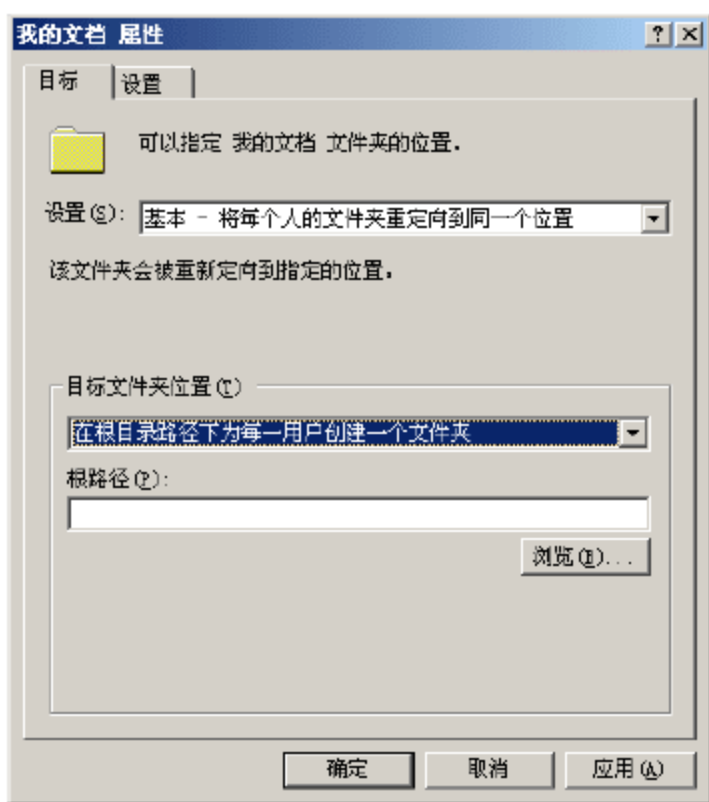 我的文档 属性
目标
设置
可以指定 我的文档 文件夹的位置.
设置(S):
基本 - 将每个人的文件夹重定向到同一个位置
该文件夹会被重新定向到指定的位置.
目标文件夹位置(T)
在根目录路径下为每一用户创建一个文件夹
根路径(P):
浏览(B)...
确定
取消
应用(A)